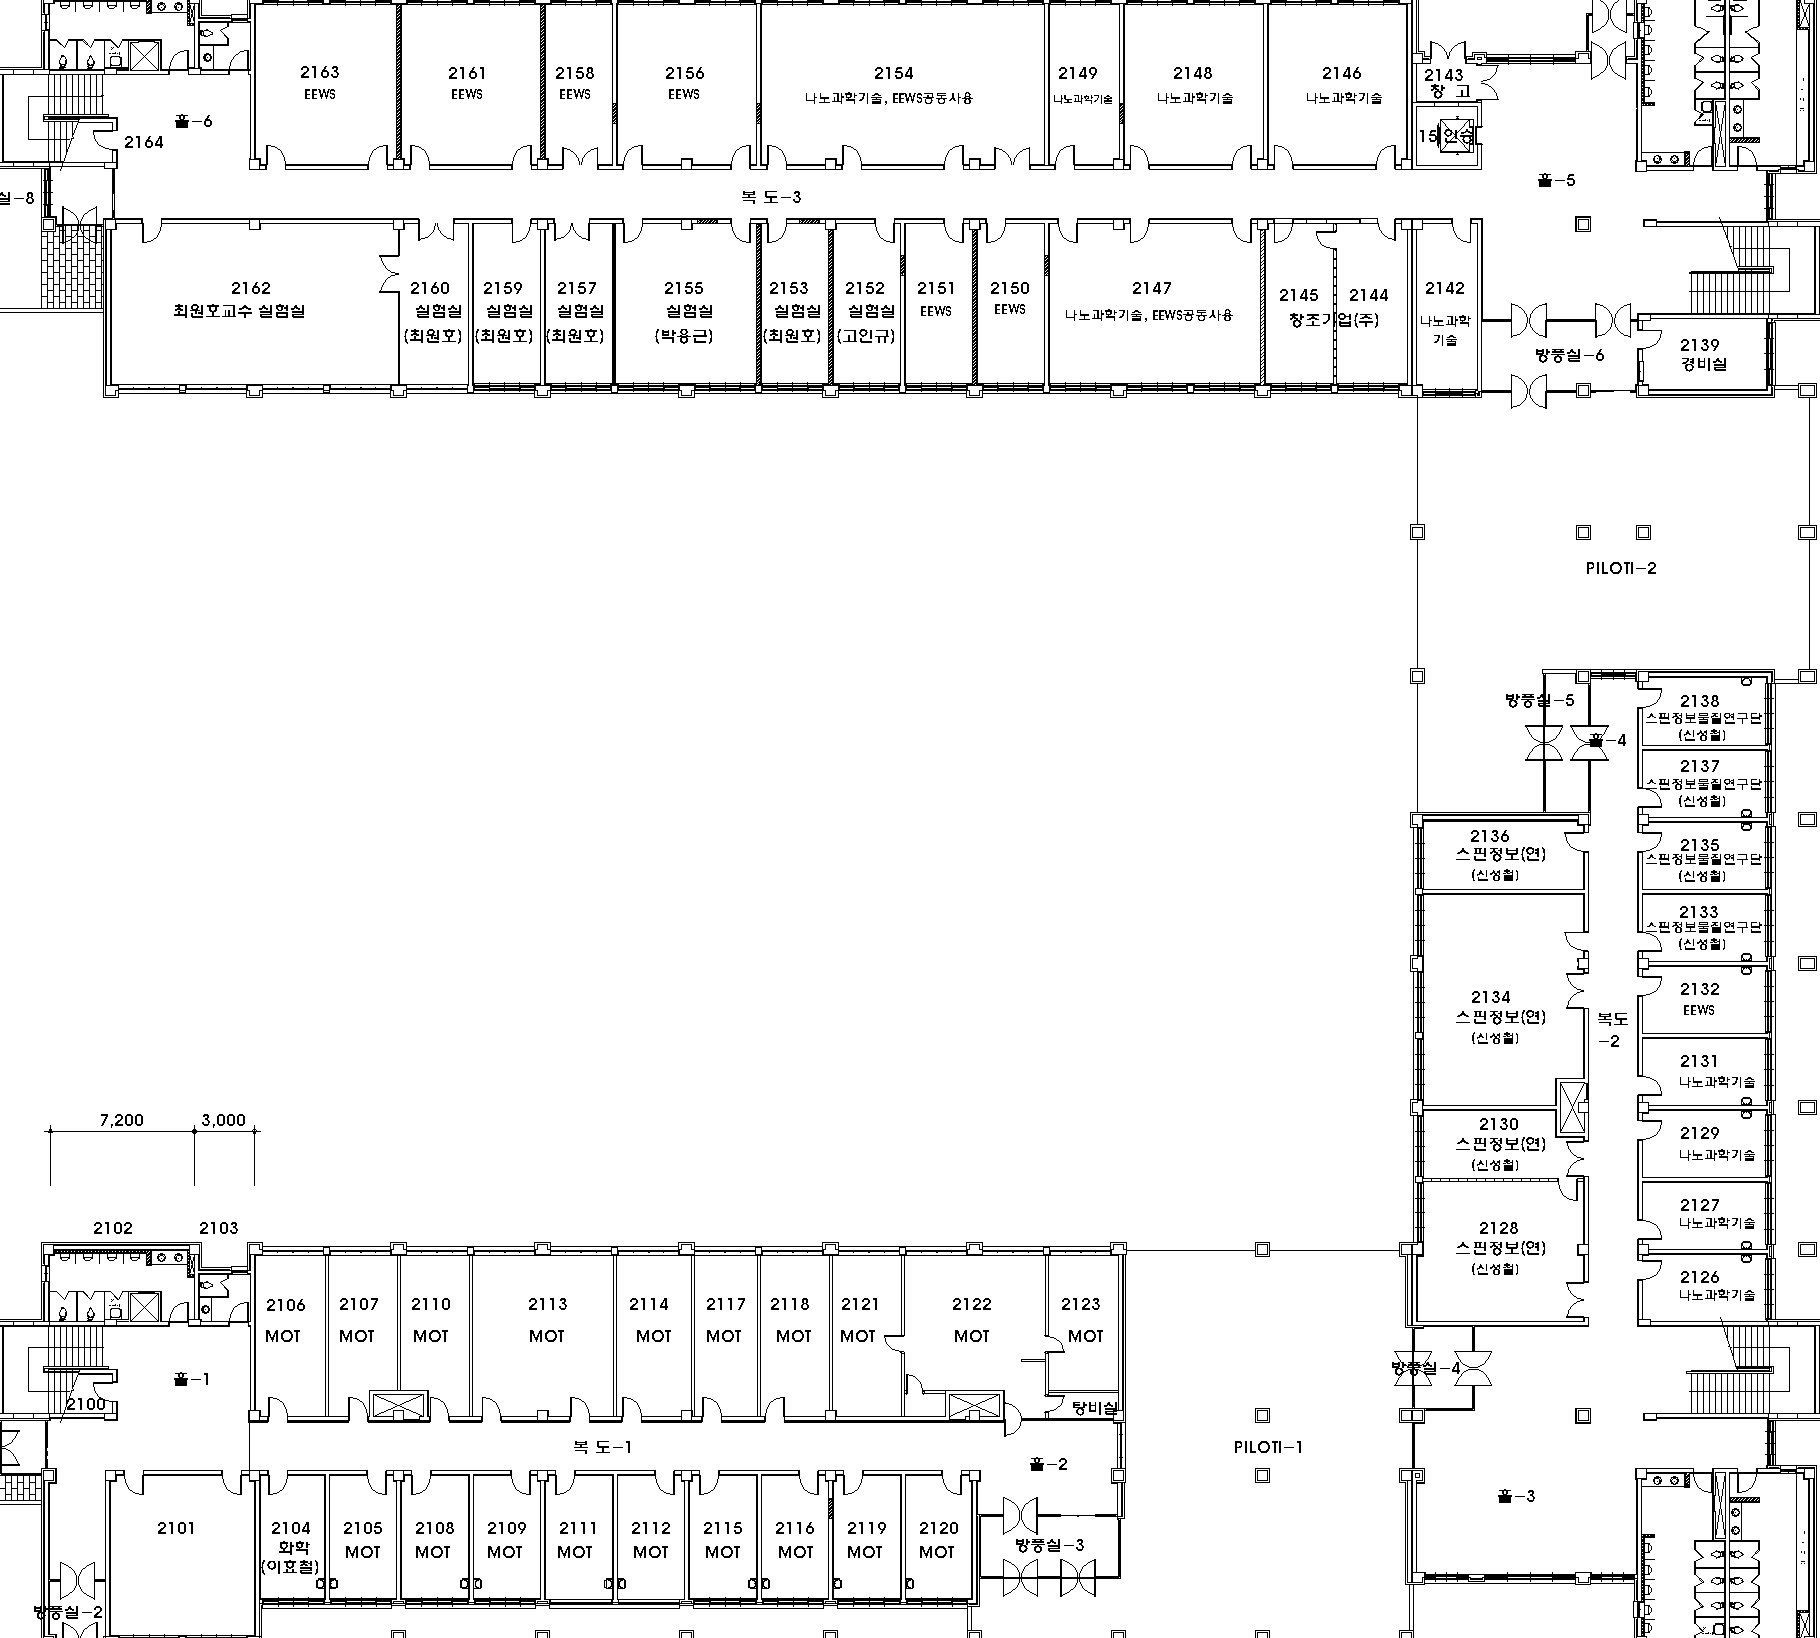 2163
EEWS
2161
EEWS
2158
EEWS
2156
EEWS
2154
나노과학기술, EEWS공동사용
2149
나노과학기술
2148
나노과학기술
2146
나노과학기술
2143
창 고
15인승
홀-6
2164
실-8
복 도-3
홀-5
2162
최원호교수 실험실
2160
실험실
(최원호)
2159
실험실
(최원호)
2157
실험실
(최원호)
2155
실험실
(박용근)
2153
실험실
(최원호)
2152
실험실
(고인규)
2151
EEWS
2150
EEWS
2147
나노과학기술, EEWS공동사용
2145
2144
창조기업(주)
2142
나노과학
기술
방풍실-6
2139
경비실
PILOTI-2
방풍실-5
홀-4
2138
스핀정보물질연구단
(신성철)
2137
스핀정보물질연구단
(신성철)
2136
스핀정보(연)
(신성철)
2135
스핀정보물질연구단
(신성철)
2133
스핀정보물질연구단
(신성철)
2134
스핀정보(연)
(신성철)
2132
EEWS
복도
-2
2131
나노과학기술
2130
스핀정보(연)
(신성철)
2129
나노과학기술
2127
나노과학기술
2128
스핀정보(연)
(신성철)
2126
나노과학기술
7,200
3,000
2102
2103
2106
MOT
2107
MOT
2110
MOT
2113
MOT
2114
MOT
2117
MOT
2118
MOT
2121
MOT
2122
MOT
2123
MOT
탕비실
방풍실-4
홀-1
2100
복 도-1
홀-2
PILOTI-1
홀-3
2101
2104
화학
(이효철)
2105
MOT
2108
MOT
2109
MOT
2111
MOT
2112
MOT
2115
MOT
2116
MOT
2119
MOT
2120
MOT
방풍실-3
방풍실-2